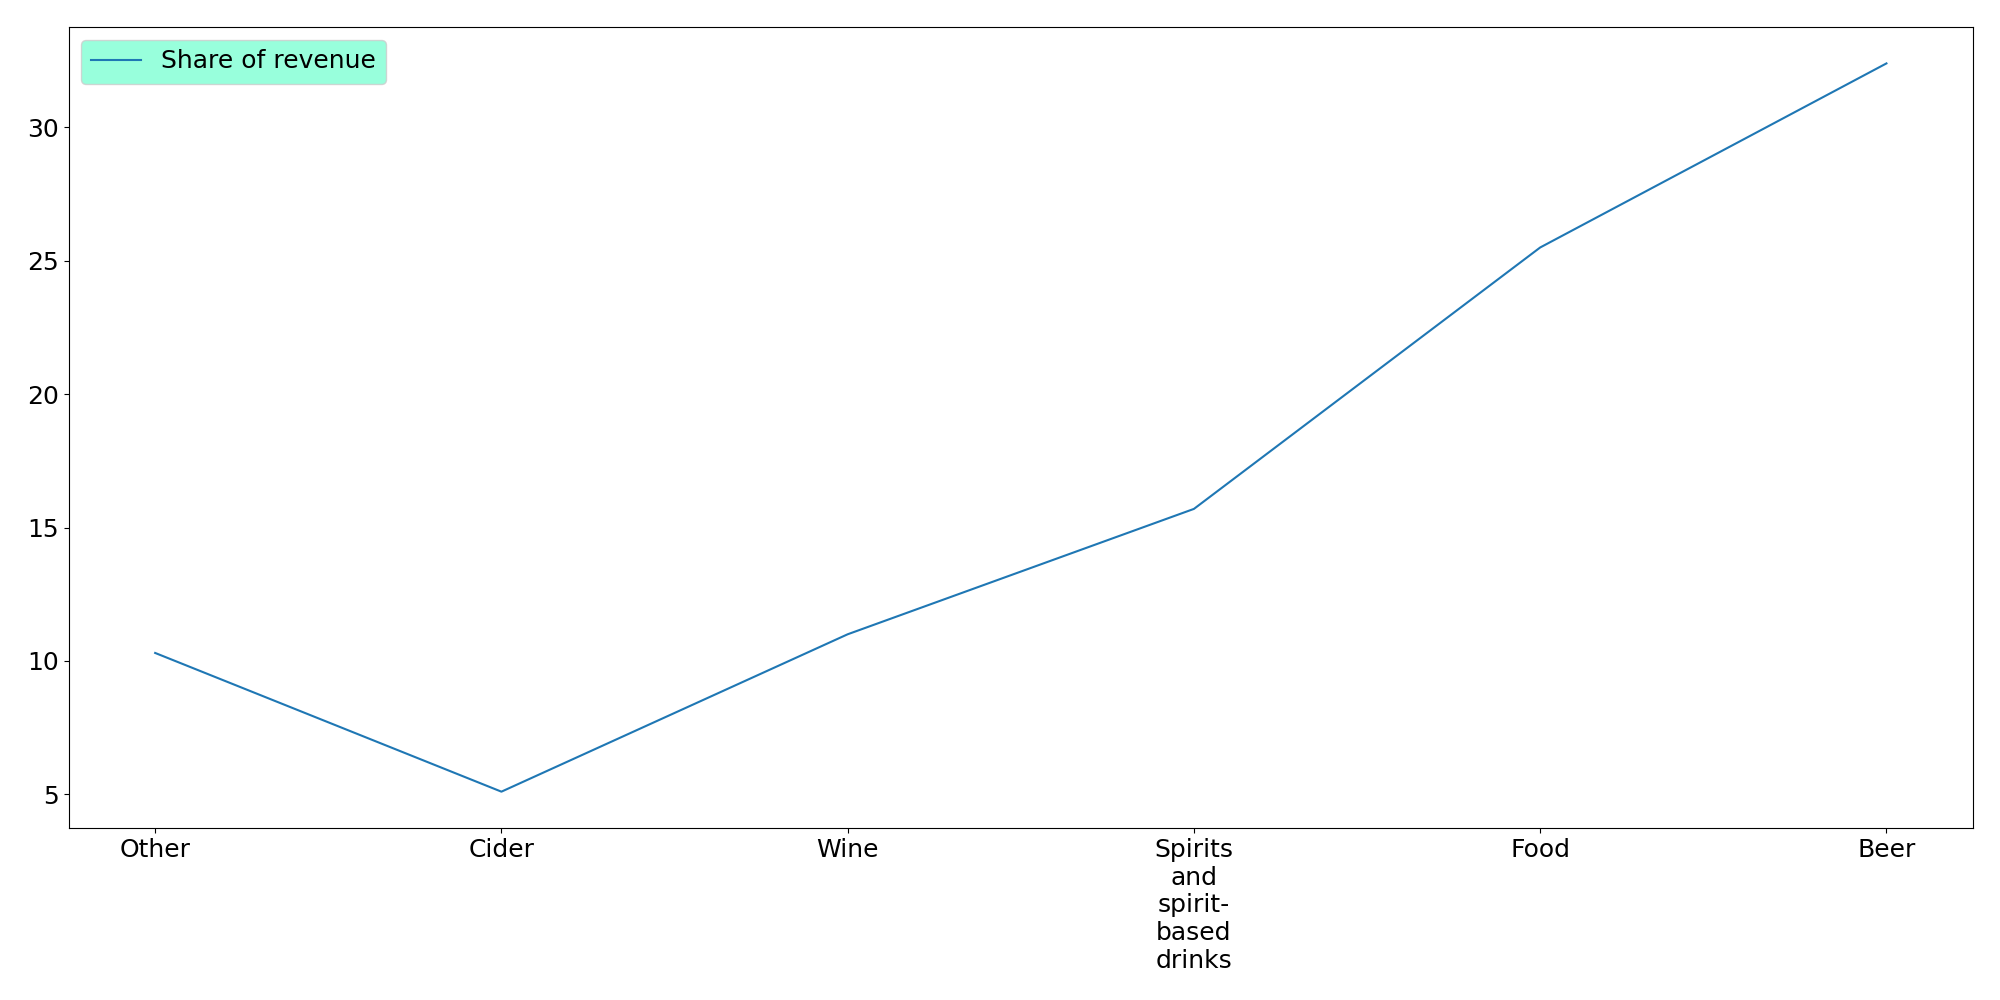 Share of revenue
30
25
20
15
10
5
Other
Cider
Wine
Spirits
and
spirit-
based
drinks
Food
Beer